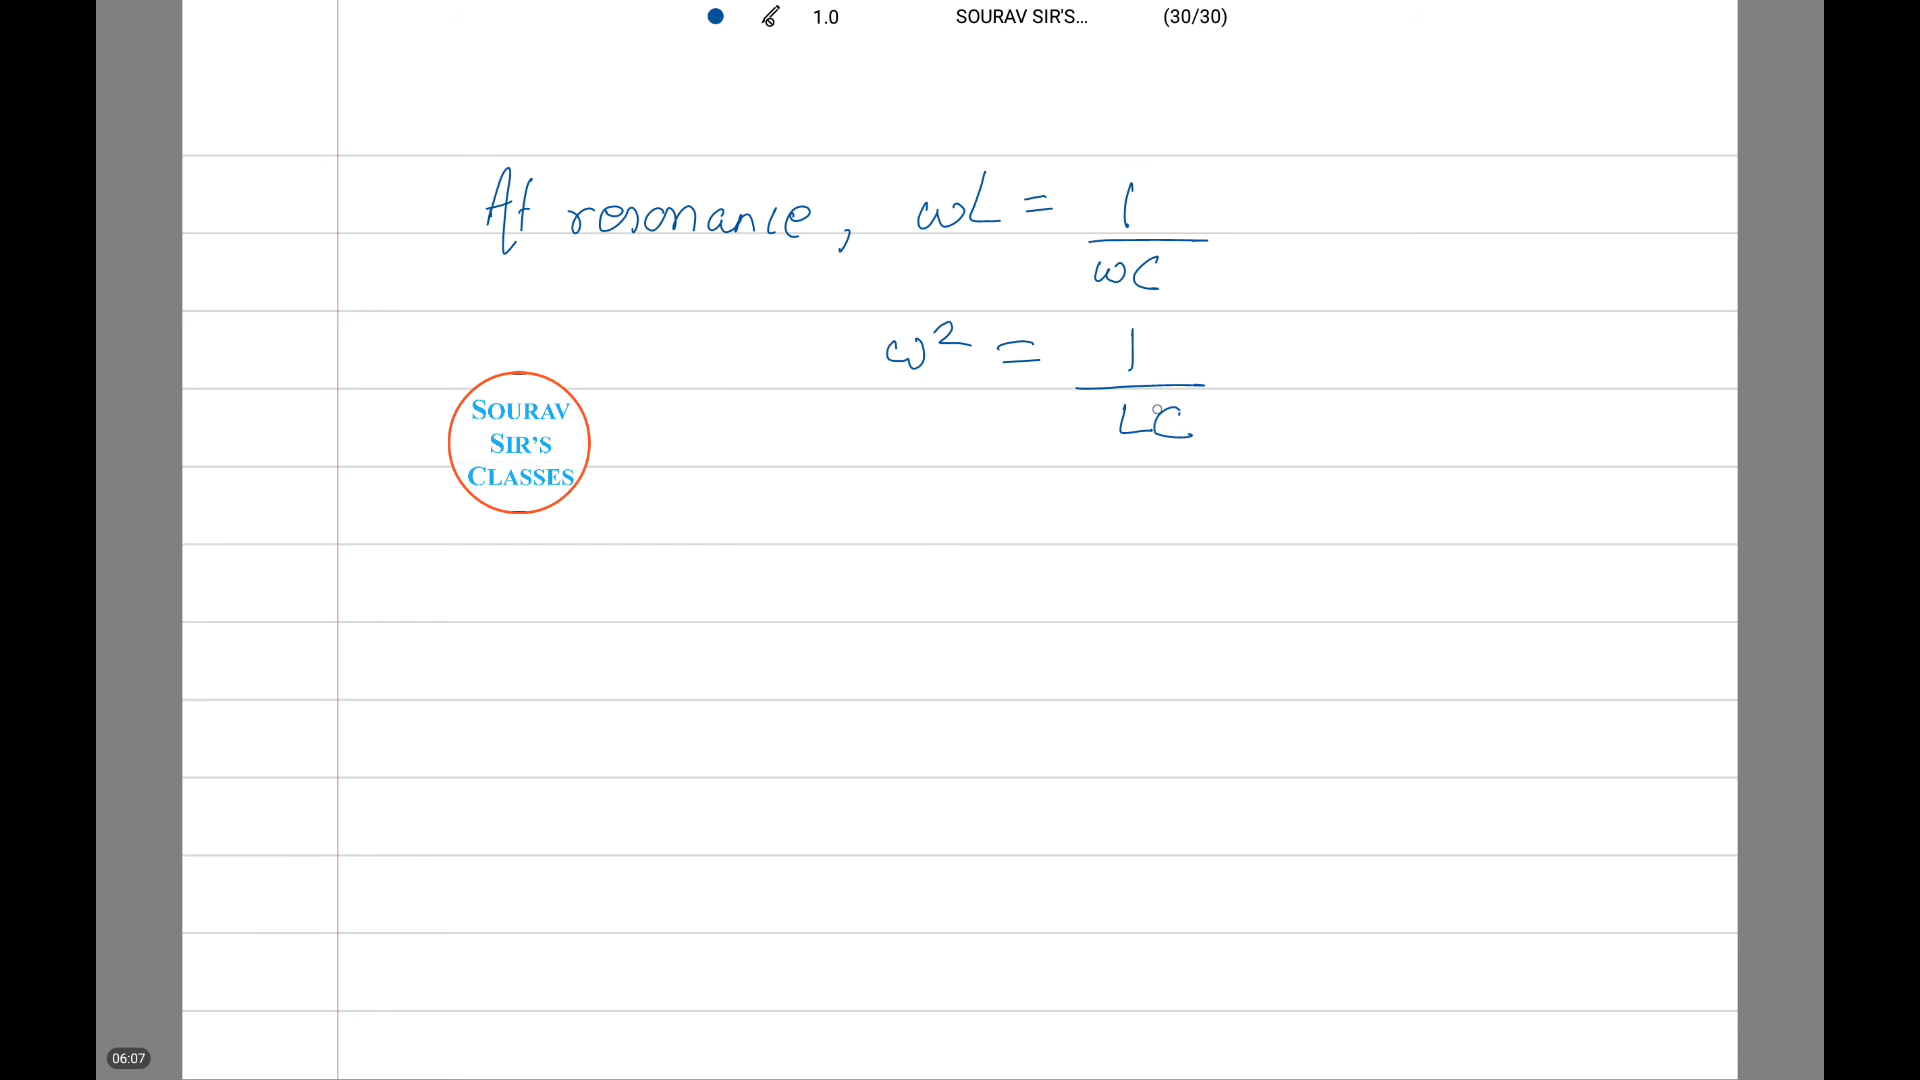 1.0 SOURAV SIR'S... (30/30)
At resonance, ωL = 1/ωC
ω² = 1/LC
SOURAV
SIR'S
CLASSES
06:07